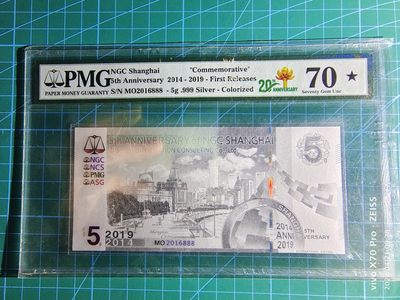 PMG
PAPER MONEY GUARANTY
NGC Shanghai "Commemorative"
5th Anniversary 2014 - 2019 - First Releases
S/N MO2016888 - 5g .999 Silver - Colorized
20th ANNIVERSARY
70 ★
Seventy Gem Unc
5TH ANNIVERSARY OF NGC SHANGHAI
NGC
NCS
PMG
ASG
5
5 2019
2014
MO 2016888
Shanghai
2014
ANNIVERSARY
2019
vivo X70 Pro | ZEISS